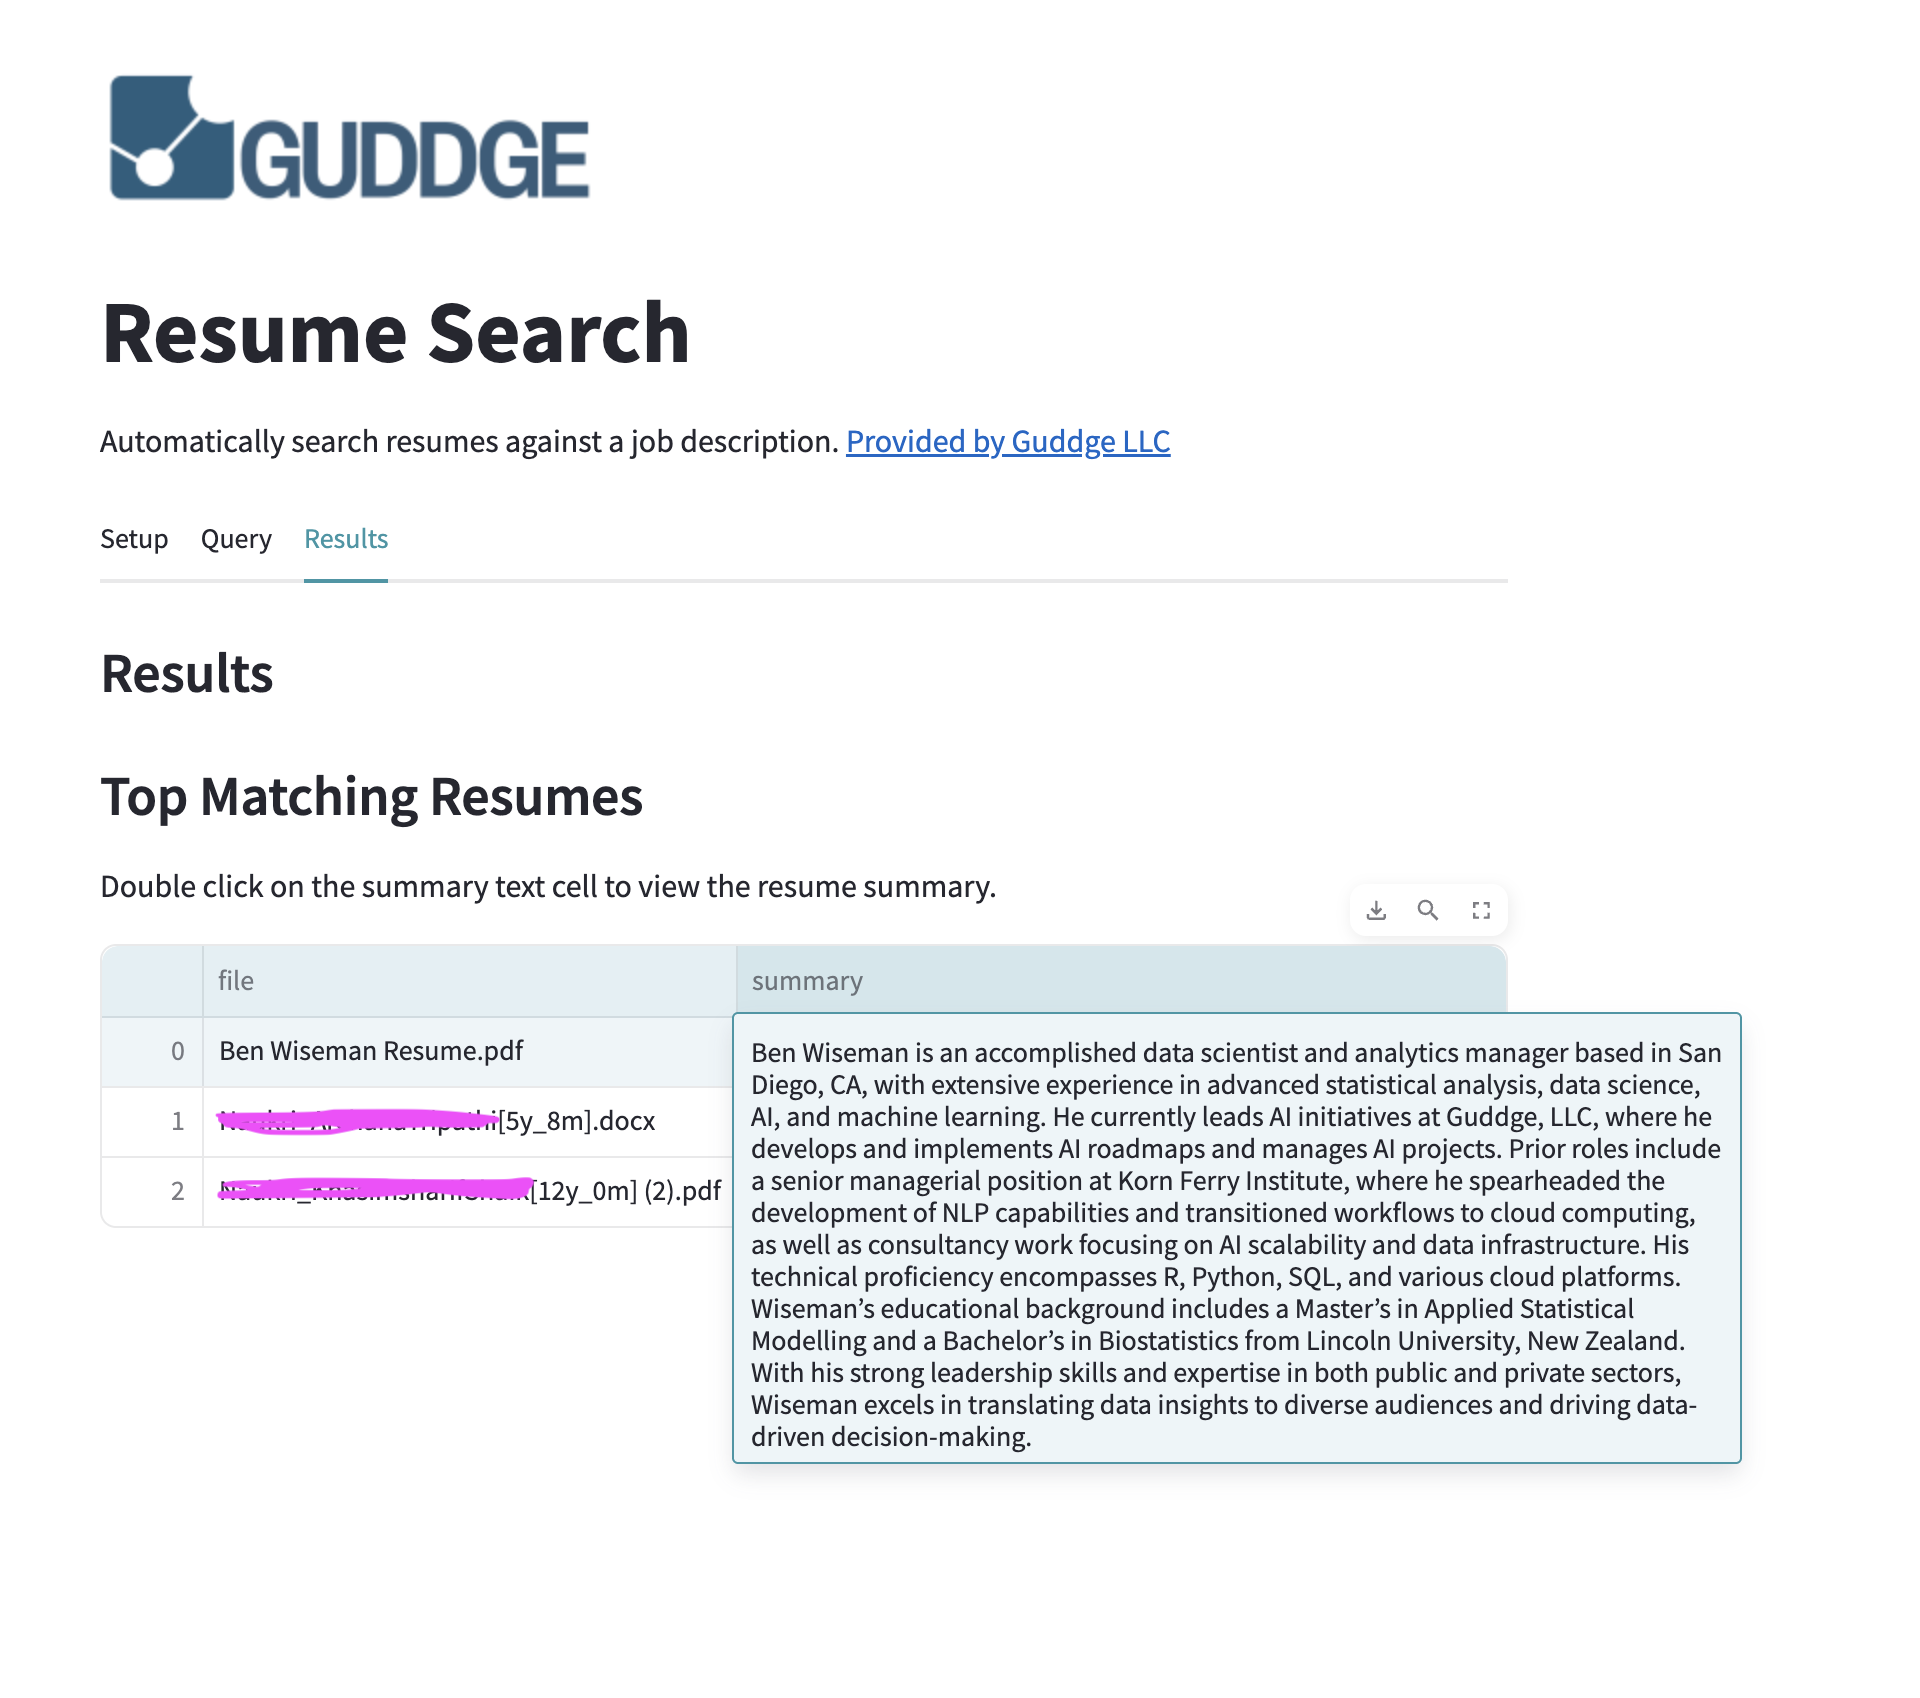 GUDDGE
Resume Search
Automatically search resumes against a job description. Provided by Guddge LLC
Setup Query Results
Results
Top Matching Resumes
Double click on the summary text cell to view the resume summary.
file summary
0 Ben Wiseman Resume.pdf
1 [5y_8m].docx
2 [12y_0m] (2).pdf
Ben Wiseman is an accomplished data scientist and analytics manager based in San
Diego, CA, with extensive experience in advanced statistical analysis, data science,
AI, and machine learning. He currently leads AI initiatives at Guddge, LLC, where he
develops and implements AI roadmaps and manages AI projects. Prior roles include
a senior managerial position at Korn Ferry Institute, where he spearheaded the
development of NLP capabilities and transitioned workflows to cloud computing,
as well as consultancy work focusing on AI scalability and data infrastructure. His
technical proficiency encompasses R, Python, SQL, and various cloud platforms.
Wiseman’s educational background includes a Master’s in Applied Statistical
Modelling and a Bachelor’s in Biostatistics from Lincoln University, New Zealand.
With his strong leadership skills and expertise in both public and private sectors,
Wiseman excels in translating data insights to diverse audiences and driving data-
driven decision-making.